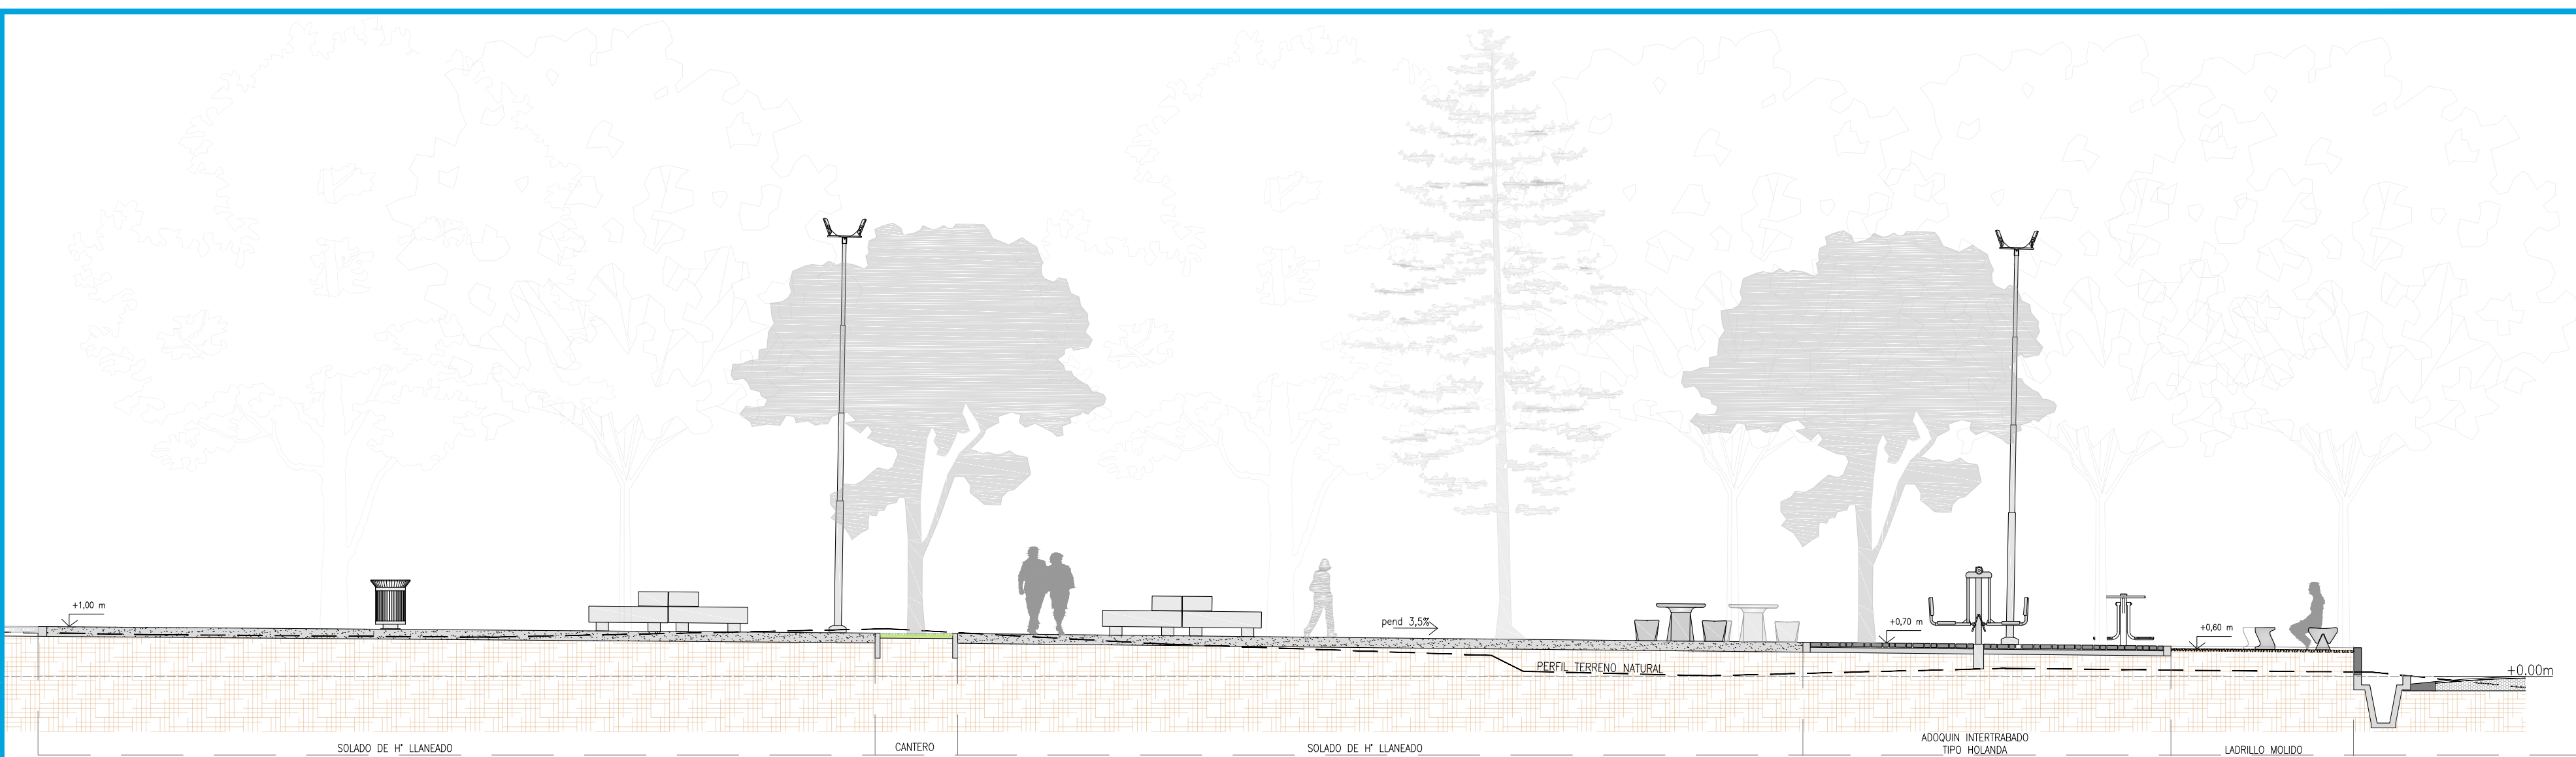 +1,00 m
pend 3,5%
+0,70 m
+0,60 m
PERFIL TERRENO NATURAL
+0.00m
SOLADO DE H° LLANEADO
CANTERO
SOLADO DE H° LLANEADO
ADOQUIN INTERTRABADO
TIPO HOLANDA
LADRILLO MOLIDO